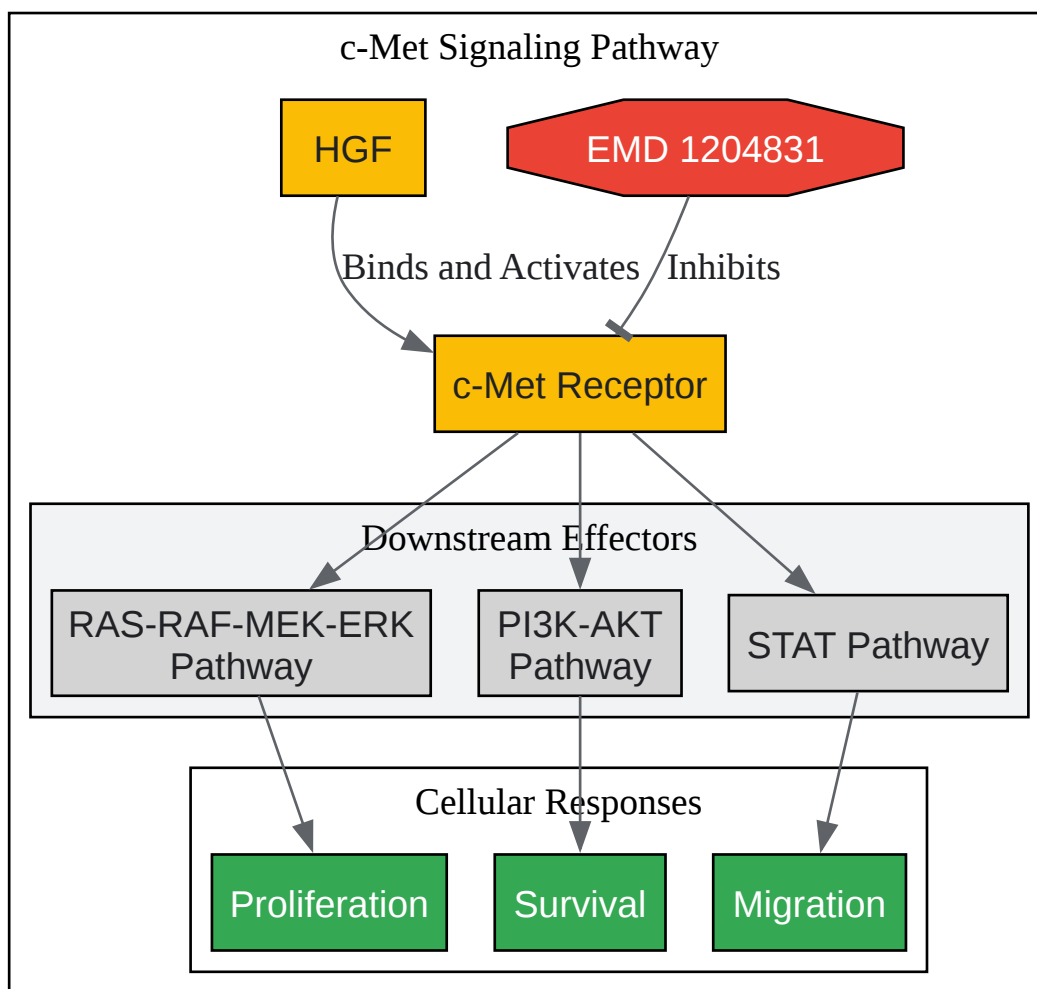 c-Met Signaling Pathway
HGF
EMD 1204831
Binds and Activates
Inhibits
c-Met Receptor
Downstream Effectors
RAS-RAF-MEK-ERK
Pathway
PI3K-AKT
Pathway
STAT Pathway
Cellular Responses
Proliferation
Survival
Migration